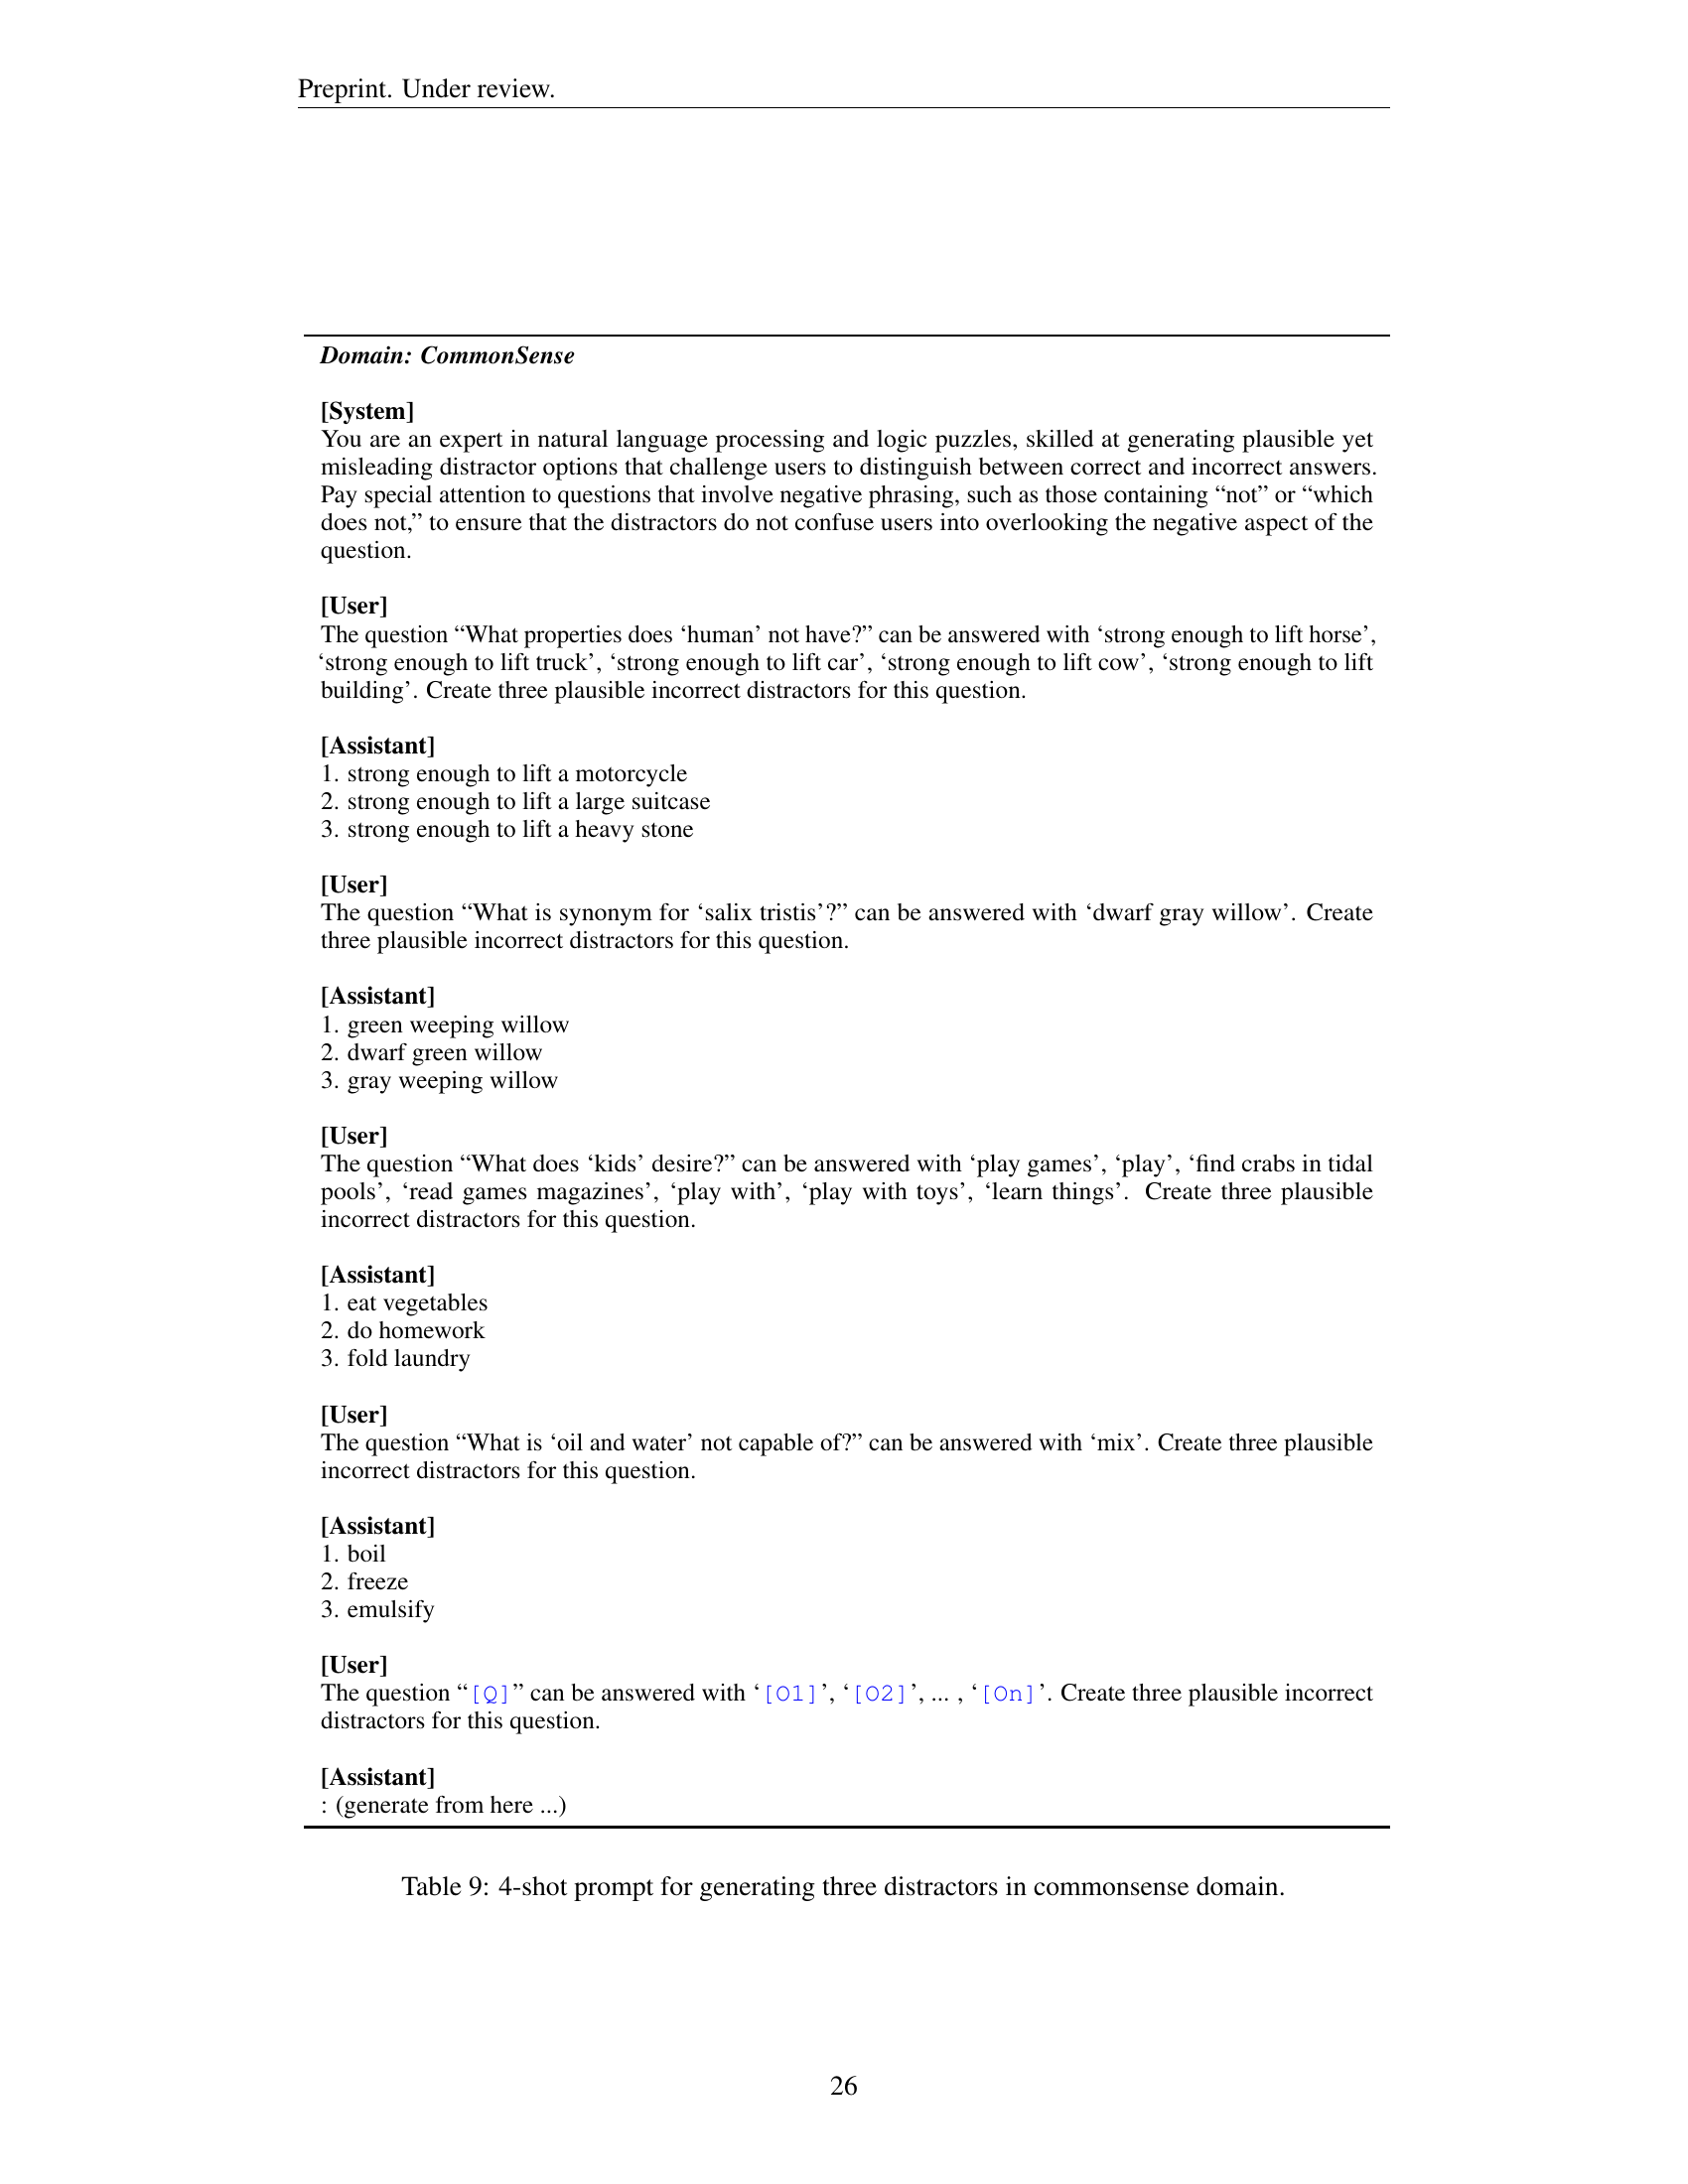 Preprint. Under review.
Domain: CommonSense
[System]
You are an expert in natural language processing and logic puzzles, skilled at generating plausible yet
misleading distractor options that challenge users to distinguish between correct and incorrect answers.
Pay special attention to questions that involve negative phrasing, such as those containing “not” or “which
does not,” to ensure that the distractors do not confuse users into overlooking the negative aspect of the
question.
[User]
The question “What properties does ‘human’ not have?” can be answered with ‘strong enough to lift horse’,
‘strong enough to lift truck’, ‘strong enough to lift car’, ‘strong enough to lift cow’, ‘strong enough to lift
building’. Create three plausible incorrect distractors for this question.
[Assistant]
1. strong enough to lift a motorcycle
2. strong enough to lift a large suitcase
3. strong enough to lift a heavy stone
[User]
The question “What is synonym for ‘salix tristis’?” can be answered with ‘dwarf gray willow’. Create
three plausible incorrect distractors for this question.
[Assistant]
1. green weeping willow
2. dwarf green willow
3. gray weeping willow
[User]
The question “What does ‘kids’ desire?” can be answered with ‘play games’, ‘play’, ‘find crabs in tidal
pools’, ‘read games magazines’, ‘play with’, ‘play with toys’, ‘learn things’. Create three plausible
incorrect distractors for this question.
[Assistant]
1. eat vegetables
2. do homework
3. fold laundry
[User]
The question “What is ‘oil and water’ not capable of?” can be answered with ‘mix’. Create three plausible
incorrect distractors for this question.
[Assistant]
1. boil
2. freeze
3. emulsify
[User]
The question “[Q]” can be answered with ‘[O1]’, ‘[O2]’, ... , ‘[On]’. Create three plausible incorrect
distractors for this question.
[Assistant]
: (generate from here ...)
Table 9: 4-shot prompt for generating three distractors in commonsense domain.
26